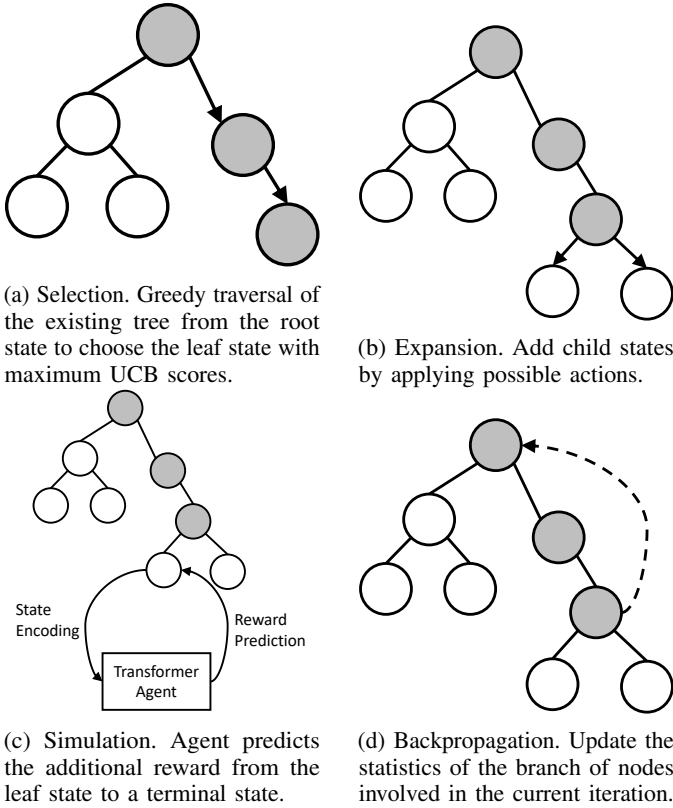 (a) Selection. Greedy traversal of
the existing tree from the root
state to choose the leaf state with
maximum UCB scores.
(b) Expansion. Add child states
by applying possible actions.
State
Encoding
Reward
Prediction
Transformer
Agent
(c) Simulation. Agent predicts
the additional reward from the
leaf state to a terminal state.
(d) Backpropagation. Update the
statistics of the branch of nodes
involved in the current iteration.